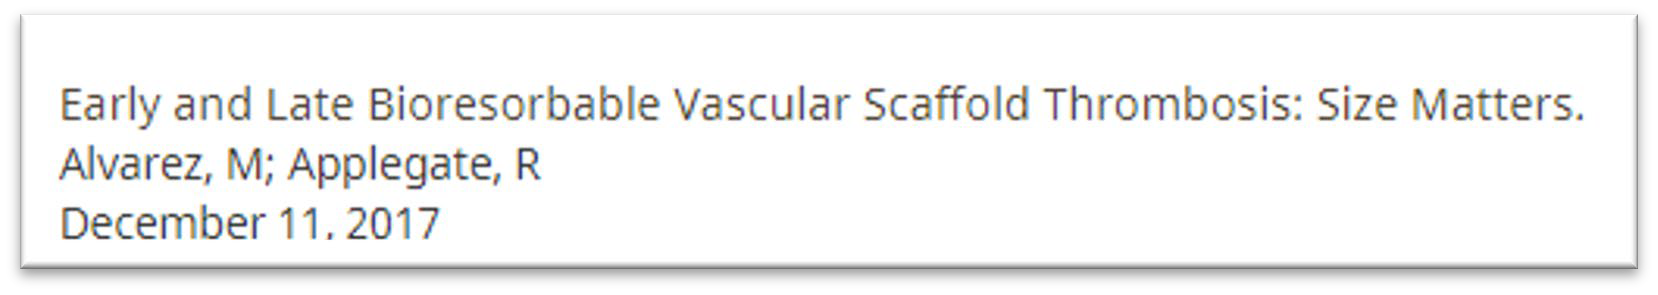 Early and Late Bioresorbable Vascular Scaffold Thrombosis: Size Matters.
Alvarez, M; Applegate, R
December 11, 2017